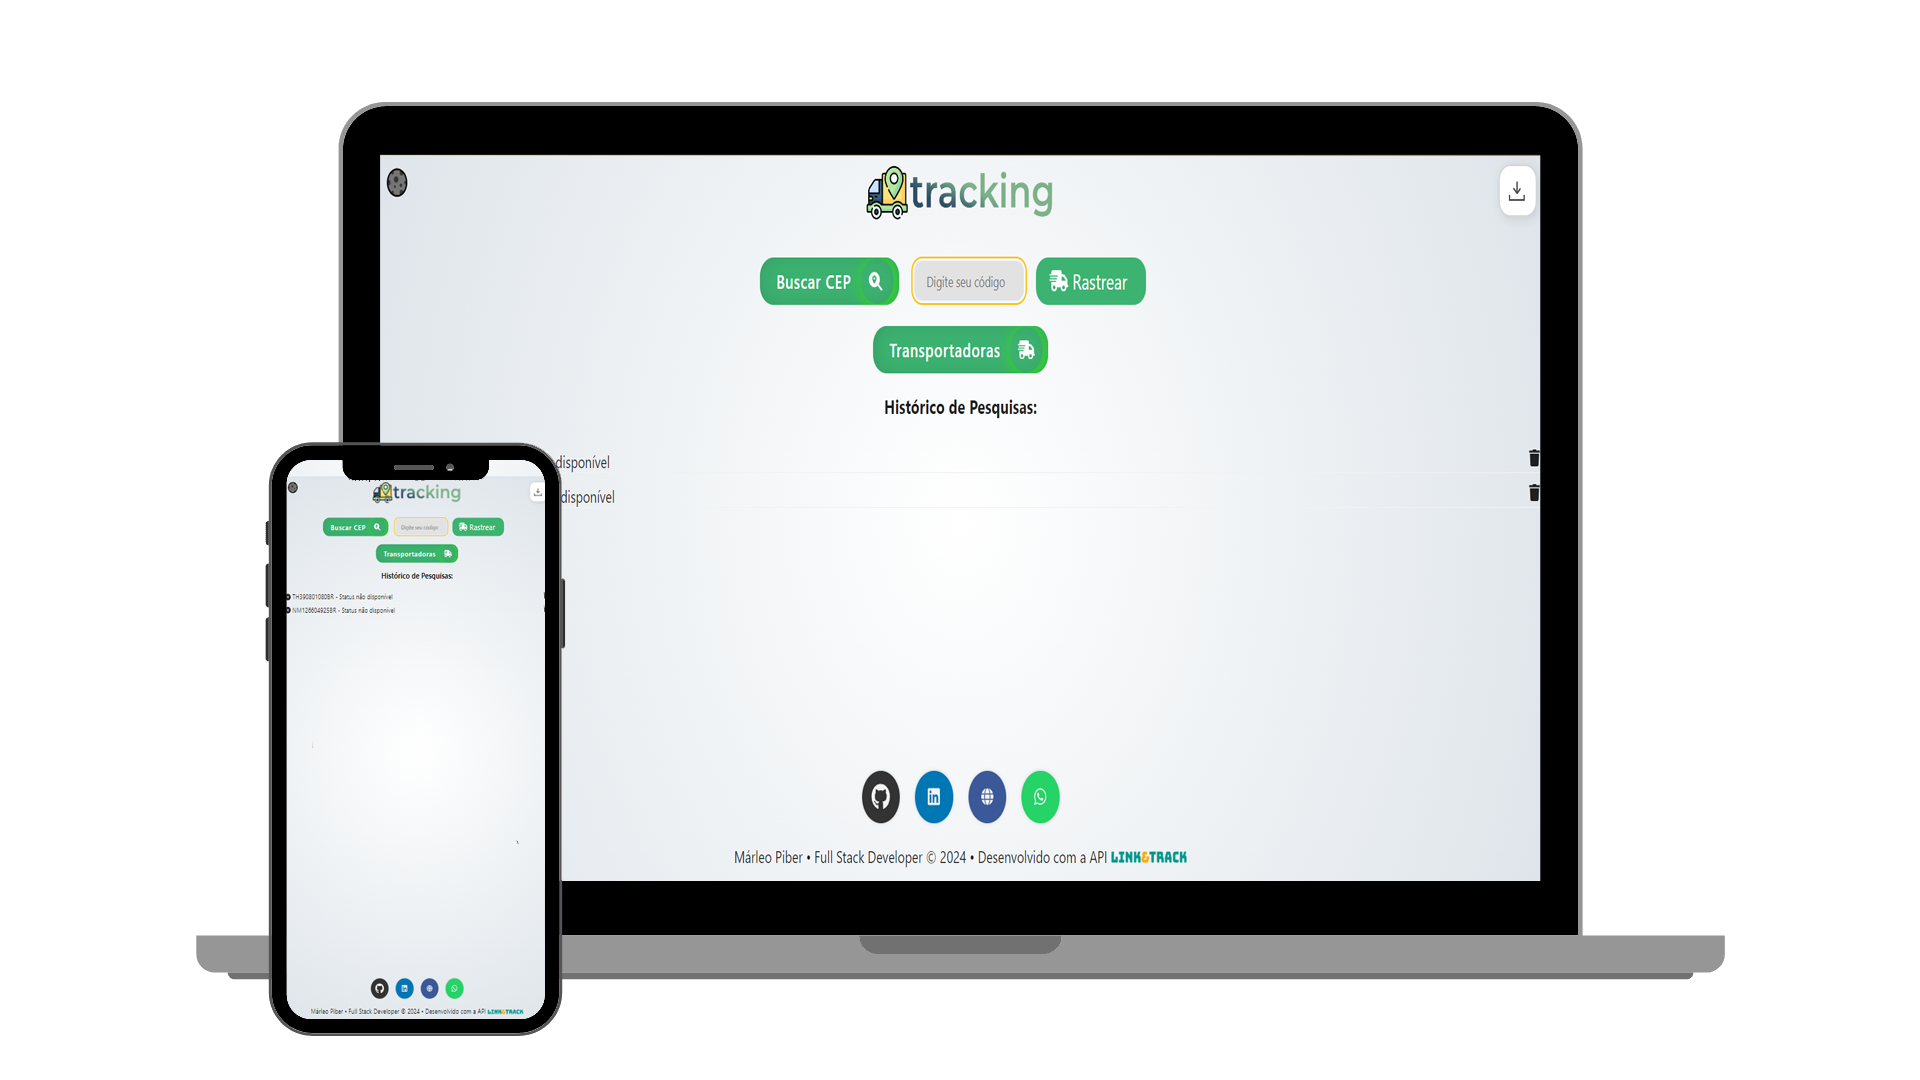 tracking
Buscar CEP
Digite seu código
Rastrear
Transportadoras
Histórico de Pesquisas:
disponível
disponível
Márleo Piber • Full Stack Developer © 2024 • Desenvolvido com a API LINK&TRACK
tracking
Buscar CEP
Digite seu código
Rastrear
Transportadoras
Histórico de Pesquisas:
TH390801080BR - Status não disponível
NM126604925BR - Status não disponível
Márleo Piber • Full Stack Developer © 2024 • Desenvolvido com a API LINK&TRACK